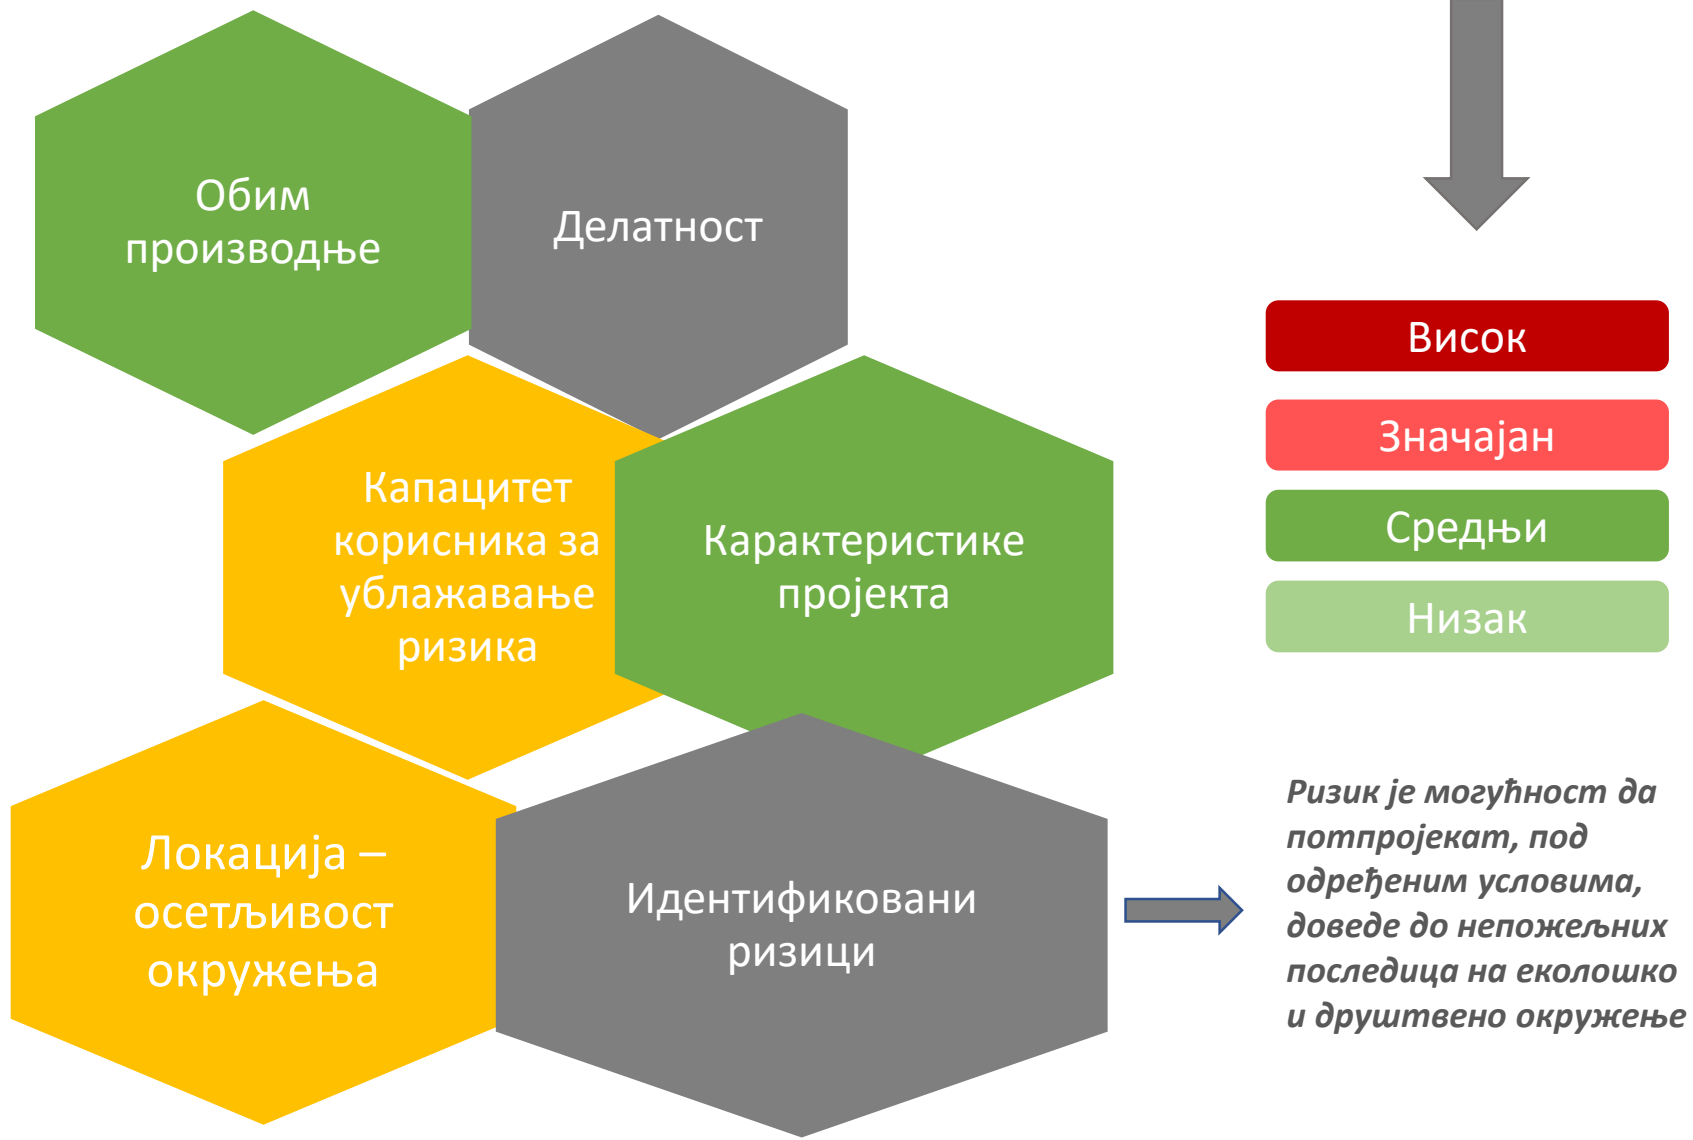 Обим
производње
Делатност
Капацитет
корисника за
ублажавање
ризика
Карактеристике
пројекта
Локација –
осетљивост
окружења
Идентификовани
ризици
Висок
Значајан
Средњи
Низак
Ризик је могућност да
потпројекат, под
одређеним условима,
доведе до непожељних
последица на еколошко
и друштвено окружење